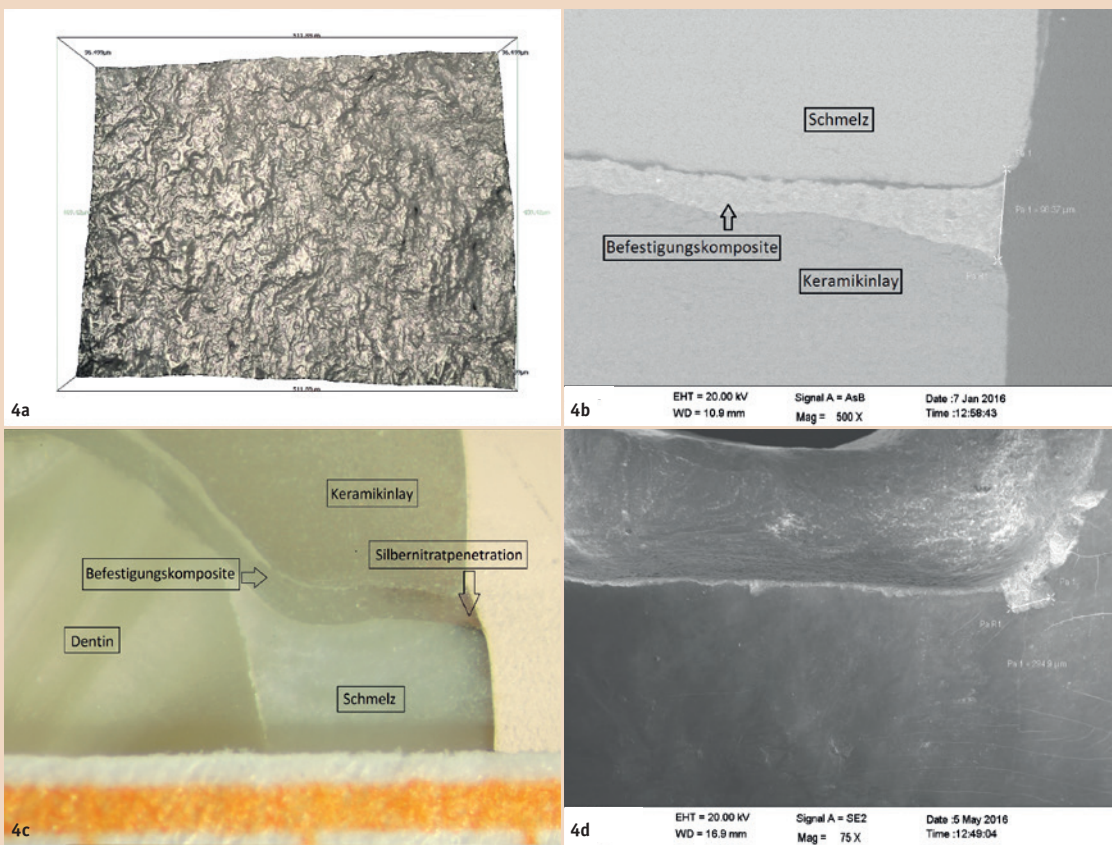 4a
Schmelz
Befestigungskomposite
Keramikinlay
EHT = 20.00 kV
Signal A = AsB
Date :7 Jan 2016
WD = 10.9 mm
Mag = 500 X
Time :12:58:43
4b
Keramikinlay
Silbernitratpenetration
Befestigungskomposite
Dentin
Schmelz
4c
Pa R1
EHT = 20.00 kV
Signal A = SE2
Date :5 May 2016
WD = 16.9 mm
Mag = 75 X
Time :12:49:04
4d